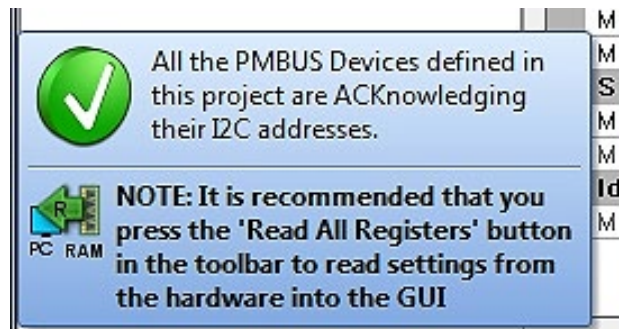 All the PMBUS Devices defined in
this project are ACKnowledging
their I2C addresses.
R
PC RAM
NOTE: It is recommended that you
press the 'Read All Registers' button
in the toolbar to read settings from
the hardware into the GUI
M
M
S
M
M
Id
M